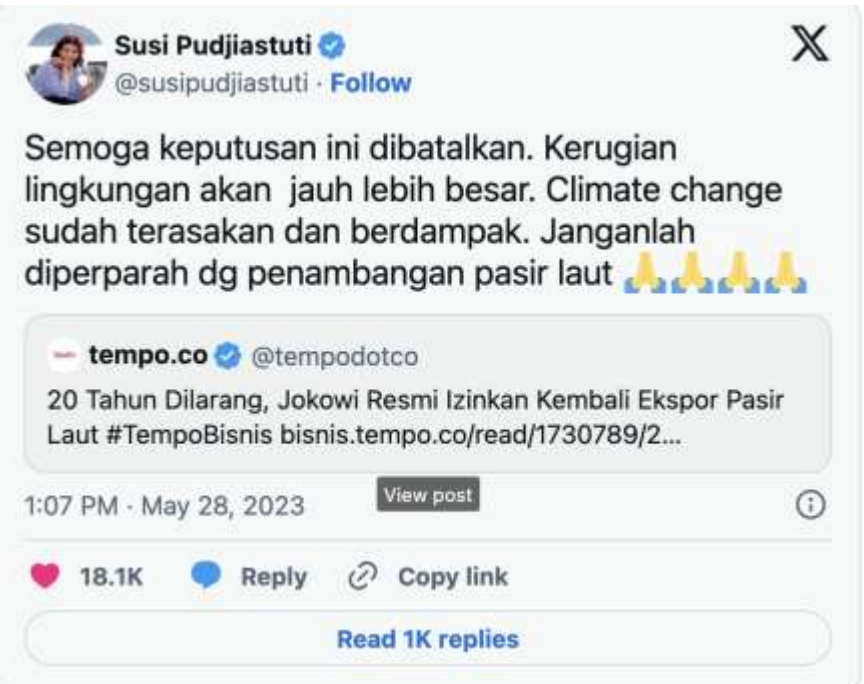 Susi Pudjiastuti
@susipudjiastuti · Follow
Semoga keputusan ini dibatalkan. Kerugian
lingkungan akan jauh lebih besar. Climate change
sudah terasakan dan berdampak. Janganlah
diperparah dg penambangan pasir laut 🙏🙏🙏🙏
tempo.co @tempodotco
20 Tahun Dilarang, Jokowi Resmi Izinkan Kembali Ekspor Pasir
Laut #TempoBisnis bisnis.tempo.co/read/1730789/2...
View post
1:07 PM · May 28, 2023
18.1K Reply Copy link
Read 1K replies